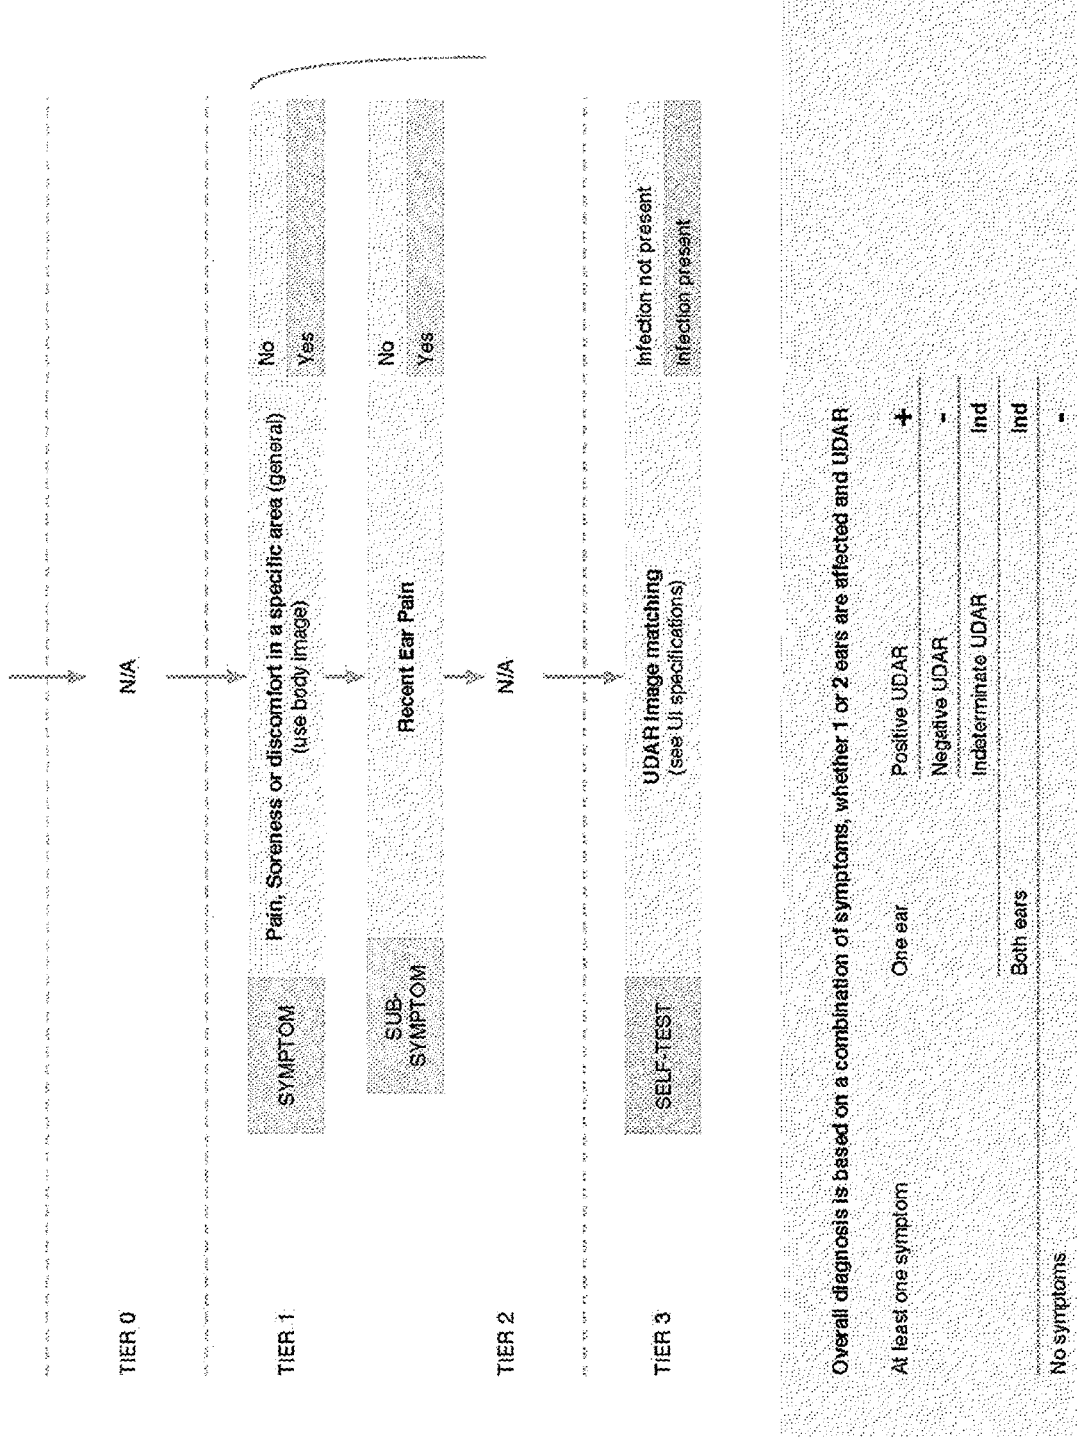 TIER 0
N/A
TIER 1
SYMPTOM
Pain, Soreness or discomfort in a specific area (general)
(use body image)
No
Yes
SUB-
SYMPTOM
Recent Ear Pain
No
Yes
TIER 2
N/A
TIER 3
SELF-TEST
UDAR Image matching
(see UI specifications)
Infection not present
Infection present
Overall diagnosis is based on a combination of symptoms, whether 1 or 2 ears are affected and UDAR
At least one symptom One ear Positive UDAR +
Negative UDAR -
Indeterminate UDAR Ind
Both ears Ind
No symptoms -